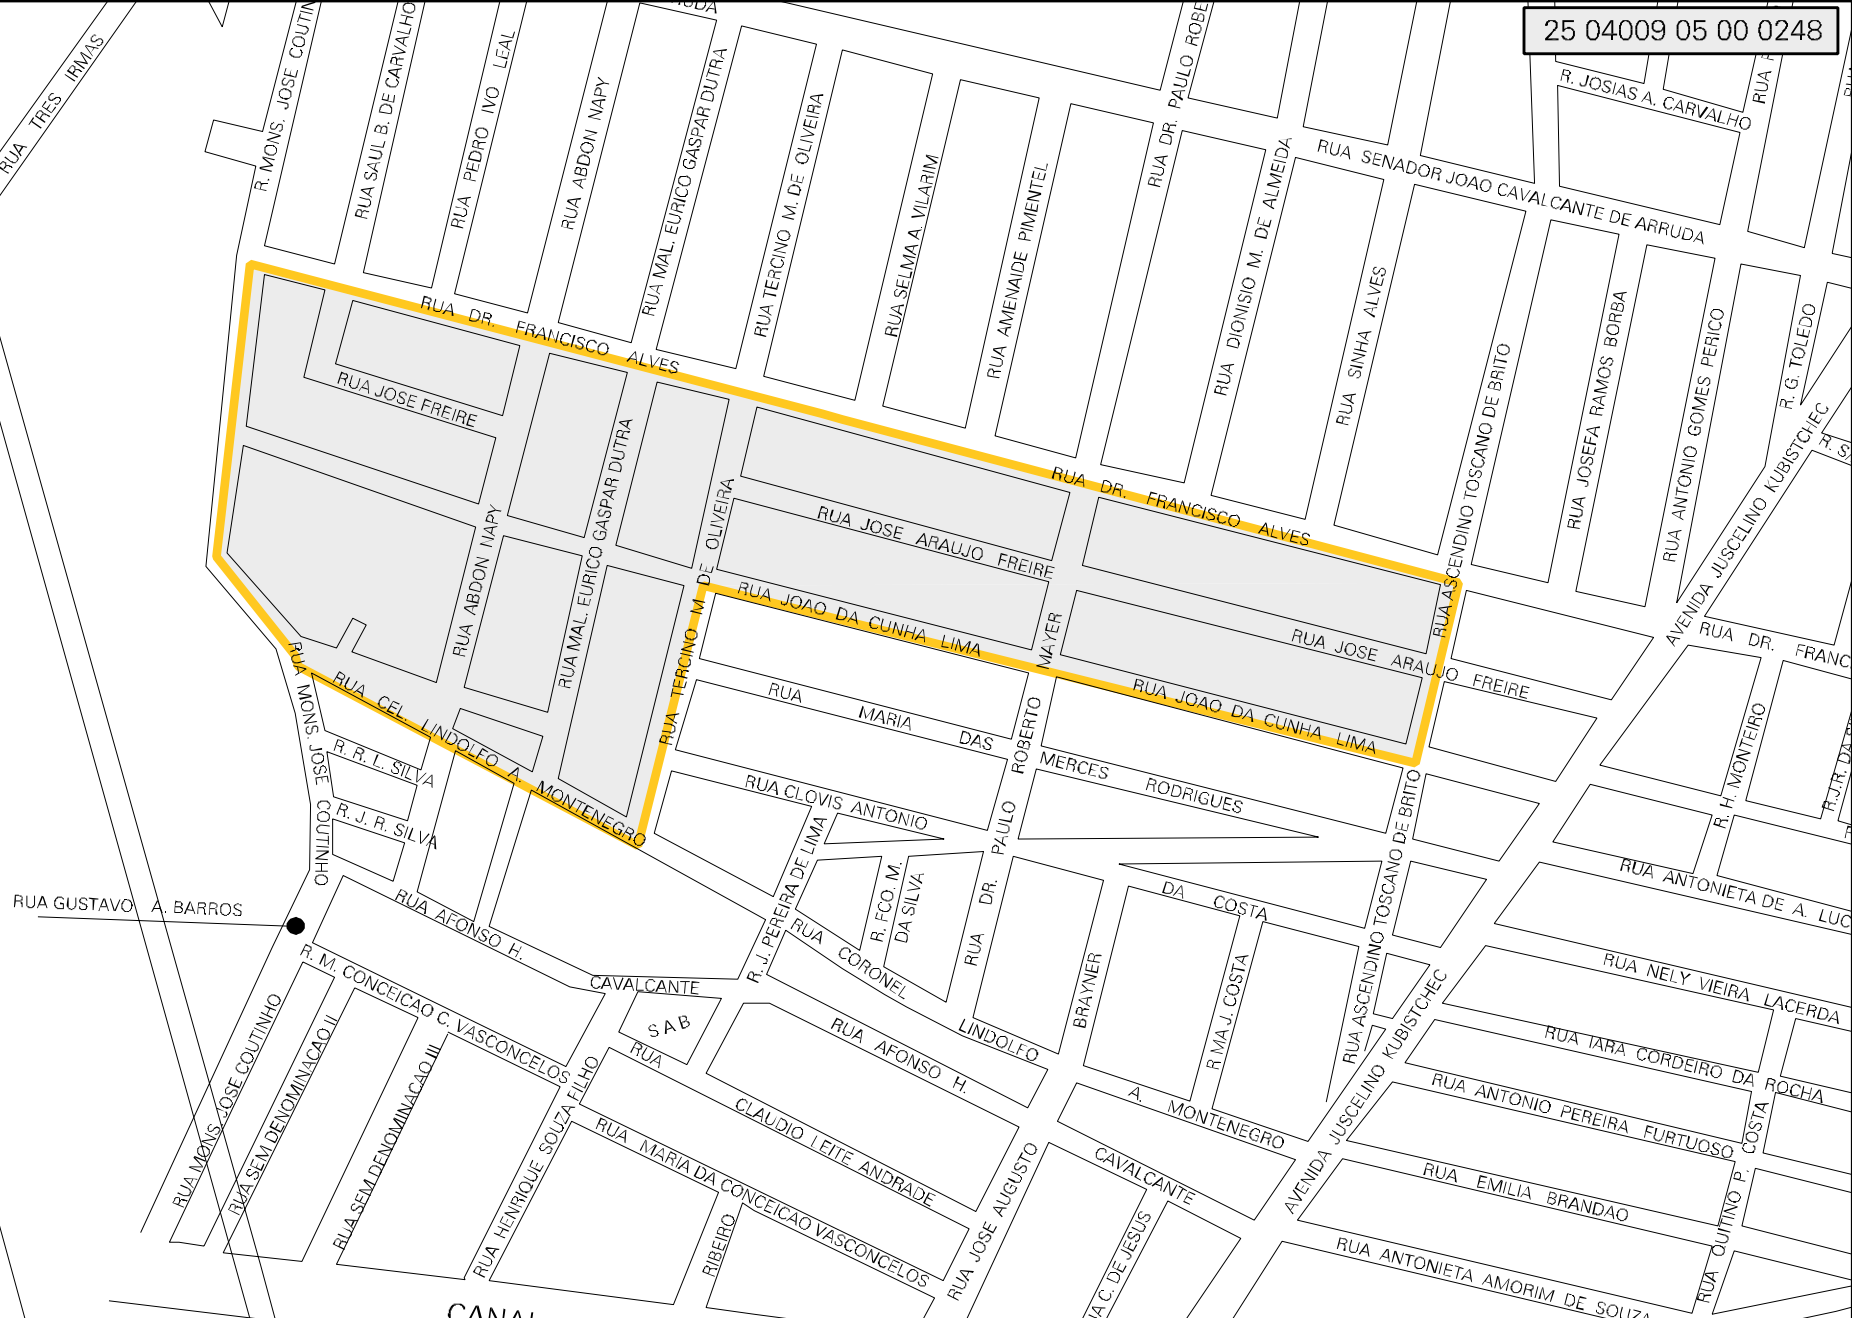 25 04009 05 00 0248
RUA TRES IRMAS
R. MONS. JOSE COUTIN
RUA SAUL B. DE CARVALHO
RUA PEDRO IVO LEAL
RUA ABDON NAPY
RUA MAL. EURICO GASPAR DUTRA
RUA TERCINO M. DE OLIVEIRA
RUA SELMA A. VILARIM
RUA AMENAIDE PIMENTEL
RUA DR. PAULO ROBE
RUA DIONISIO M. DE ALMEIDA
RUA SINHA ALVES
RUA SENADOR JOAO CAVALCANTE DE ARRUDA
R. JOSIAS A. CARVALHO
RUA ASCENDINO TOSCANO DE BRITO
RUA JOSEFA RAMOS BORBA
RUA ANTONIO GOMES PERICO
R. G. TOLEDO
AVENIDA JUSCELINO KUBISTCHEC
RUA DR. FRANCISCO ALVES
RUA DR. FRANCISCO ALVES
RUA DR. FRANC
RUA JOSE FREIRE
RUA ABDON NAPY
RUA MAL. EURICO GASPAR DUTRA
RUA TERCINO M. DE OLIVEIRA
RUA JOSE ARAUJO FREIRE
RUA JOSE ARAUJO FREIRE
RUA JOAO DA CUNHA LIMA
RUA JOAO DA CUNHA LIMA
RUA DR. PAULO ROBERTO MAYER
RUA MARIA DAS MERCES RODRIGUES
RUA CEL. LINDOLFO A. MONTENEGRO
RUA MONS. JOSE COUTINHO
R. R. L. SILVA
R. J. R. SILVA
RUA CLOVIS ANTONIO
DA COSTA
R. J. PEREIRA DE LIMA
R. FCO. M.
DA SILVA
RUA GUSTAVO A. BARROS
RUA AFONSO H.
CAVALCANTE
RUA CORONEL
LINDOLFO
A. MONTENEGRO
BRAYNER
R MA J. COSTA
RUA ASCENDINO TOSCANO DE BRITO
R. H. MONTEIRO
R.J.R. DA
RUA ANTONIETA DE A. LUC
RUA NELY VIEIRA LACERDA
RUA IARA CORDEIRO DA ROCHA
RUA ANTONIO PEREIRA FURTUOSO
RUA EMILIA BRANDAO
RUA ANTONIETA AMORIM DE SOUZA
RUA QUITINO P. COSTA
AVENIDA JUSCELINO KUBISTCHEC
R. M. CONCEICAO C. VASCONCELOS
RUA MONS. JOSE COUTINHO
RUA SEM DENOMINACAO II
RUA SEM DENOMINACAO III
RUA HENRIQUE SOUZA FILHO
S A B
RUA CLAUDIO LEITE ANDRADE
RUA AFONSO H.
CAVALCANTE
RUA MARIA DA CONCEICAO VASCONCELOS
RIBEIRO
RUA JOSE AUGUSTO
A C. DE JESUS
CANAL